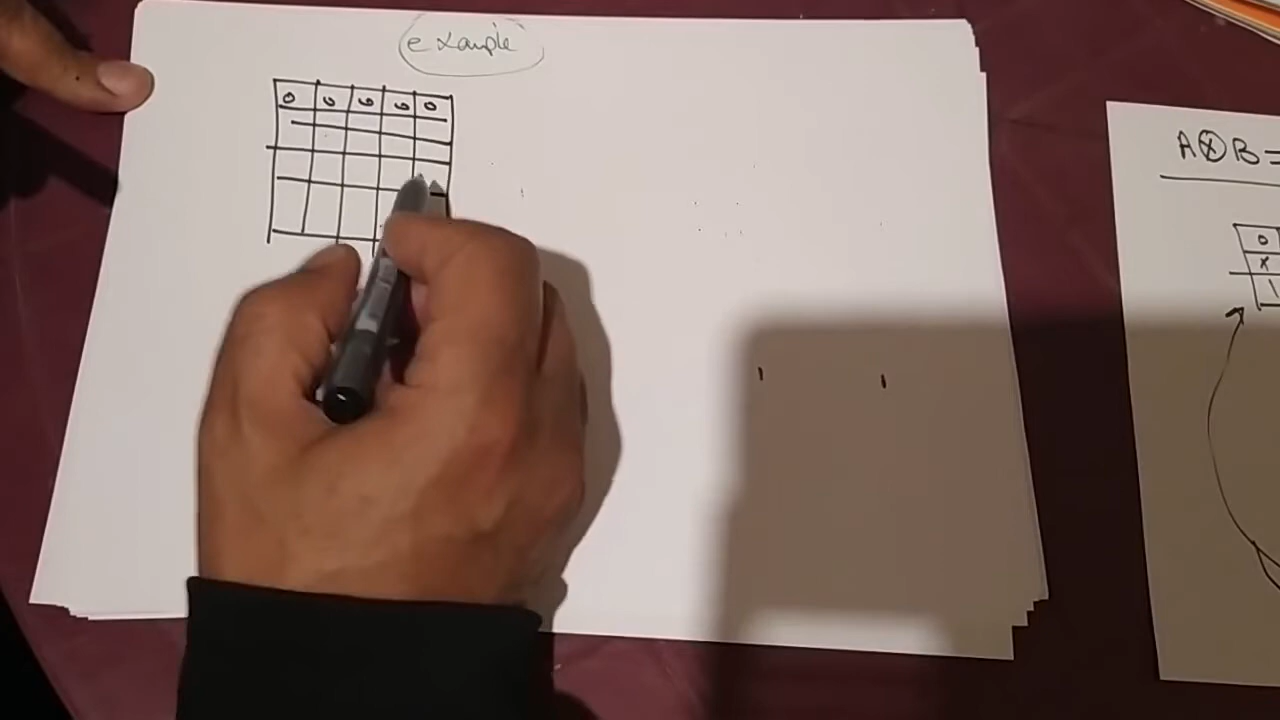 example
0 0 0 0 0
A⊗B=
0
x
1